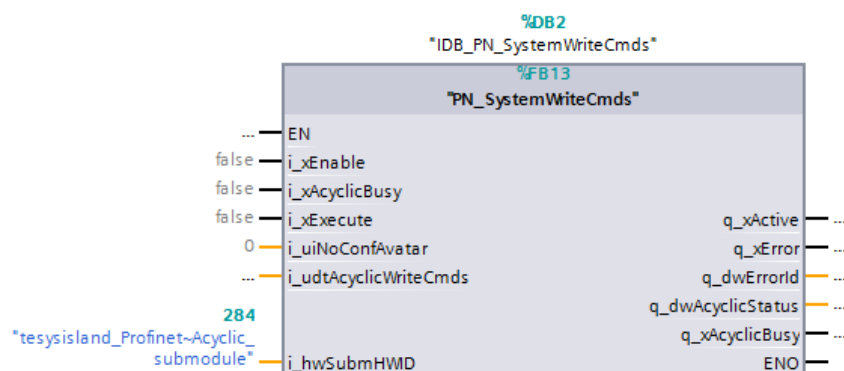 %DB2
"IDB_PN_SystemWriteCmds"
%FB13
"PN_SystemWriteCmds"
... EN
false i_xEnable
false i_xAcyclicBusy
false i_xExecute q_xActive ...
0 i_uiNoConfAvatar q_xError ...
... i_udtAcyclicWriteCmds q_dwErrorId ...
q_dwAcyclicStatus ...
284
q_xAcyclicBusy ...
"tesysisland_Profinet~Acyclic_
submodule" i_hwSubmHWID ENO